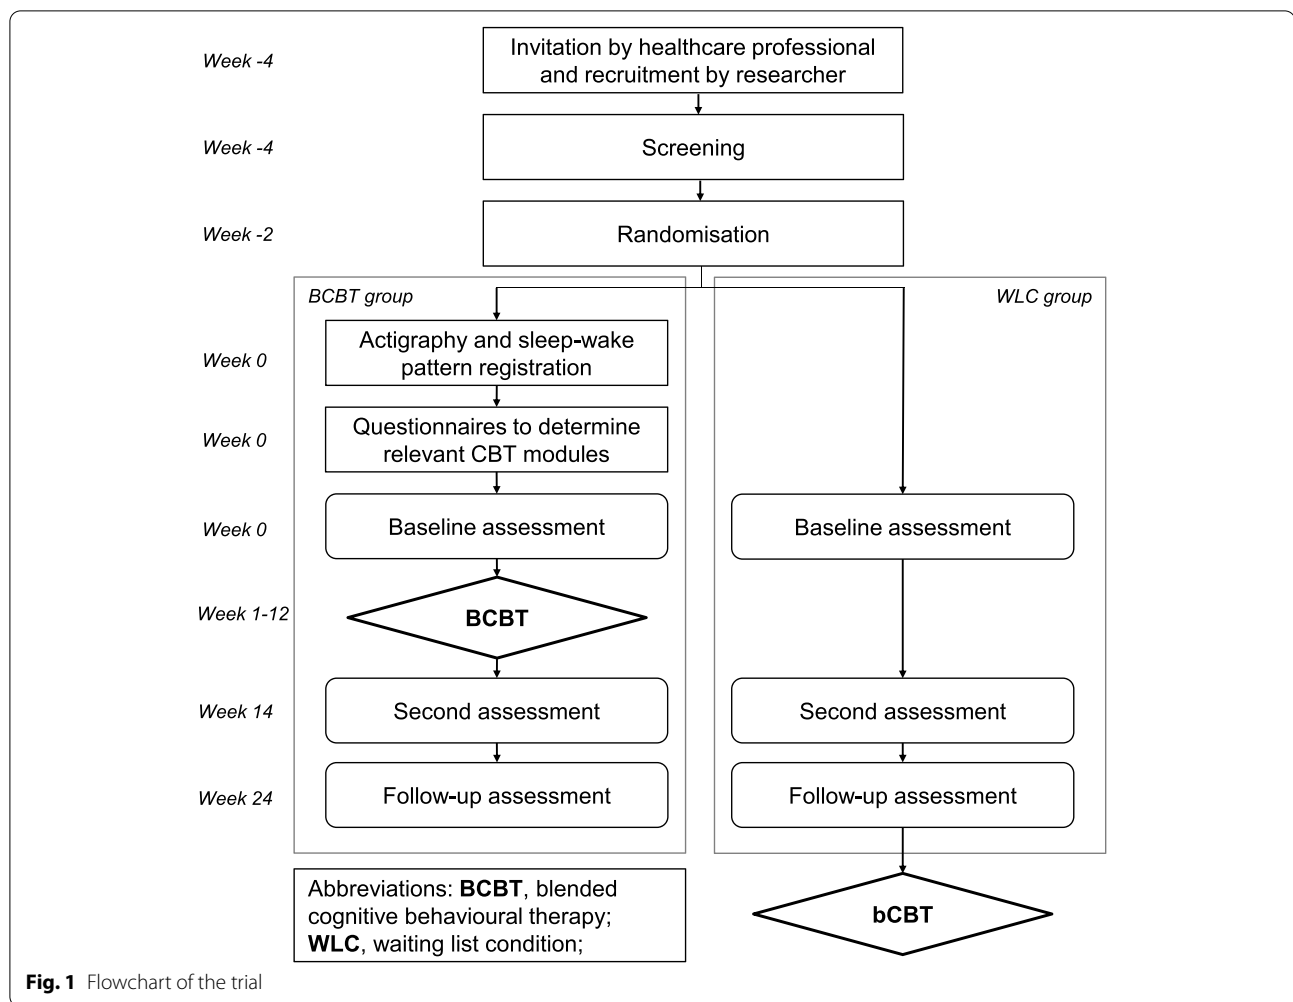 Week -4
Invitation by healthcare professional
and recruitment by researcher
Week -4
Screening
Week -2
Randomisation
BCBT group
WLC group
Week 0
Actigraphy and sleep-wake
pattern registration
Week 0
Questionnaires to determine
relevant CBT modules
Week 0
Baseline assessment
Baseline assessment
Week 1-12
BCBT
Week 14
Second assessment
Second assessment
Week 24
Follow-up assessment
Follow-up assessment
Abbreviations: BCBT, blended
cognitive behavioural therapy;
WLC, waiting list condition;
bCBT
Fig. 1 Flowchart of the trial